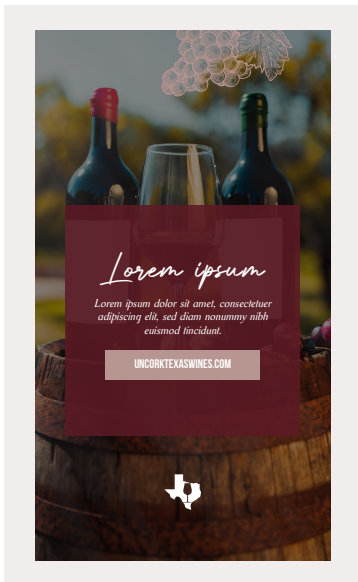 Lorem ipsum
Lorem ipsum dolor sit amet, consectetuer
adipiscing elit, sed diam nonummy nibh
euismod tincidunt.
UNCORKTEXASWINES.COM